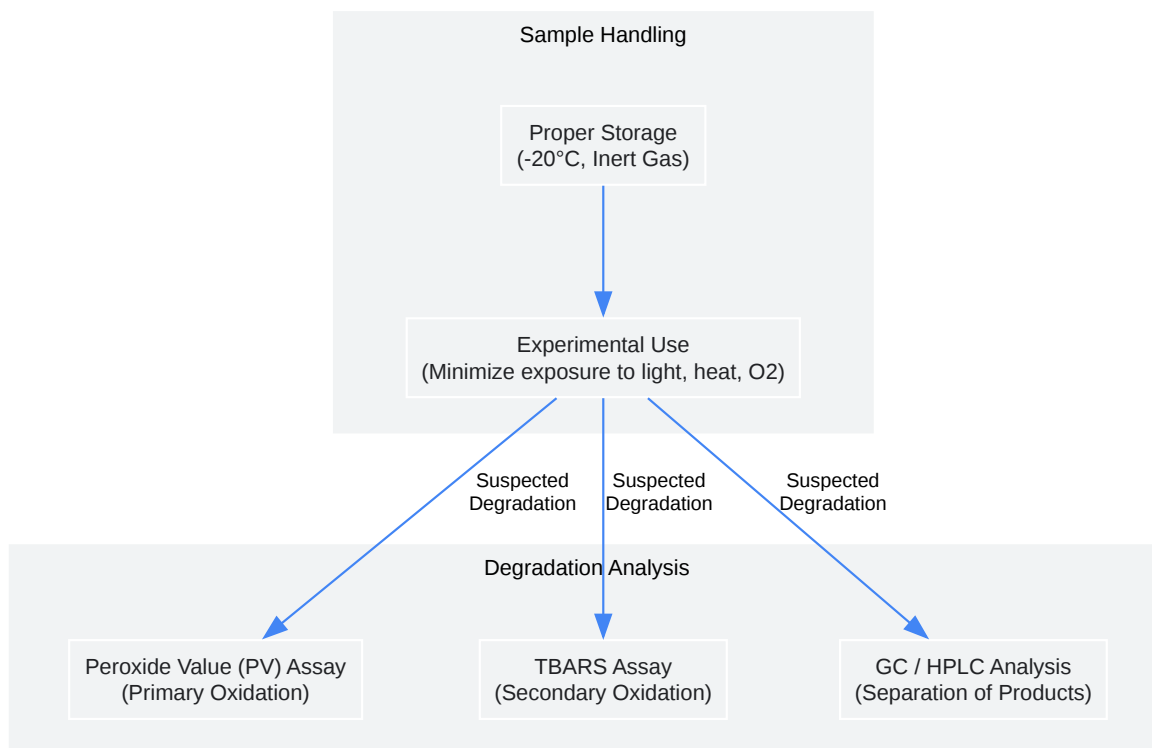 Sample Handling
Proper Storage
(-20°C, Inert Gas)
Experimental Use
(Minimize exposure to light, heat, O2)
Suspected
Degradation
Suspected
Degradation
Suspected
Degradation
Degradation Analysis
Peroxide Value (PV) Assay
(Primary Oxidation)
TBARS Assay
(Secondary Oxidation)
GC / HPLC Analysis
(Separation of Products)